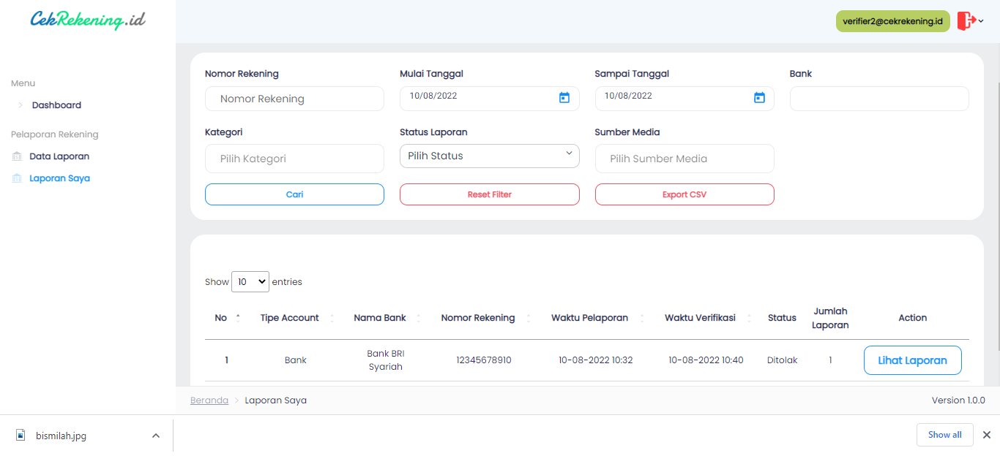 CekRekening.id
verifier2@cekrekening.id
Menu
Dashboard
Pelaporan Rekening
Data Laporan
Laporan Saya
Nomor Rekening
Mulai Tanggal
Sampai Tanggal
Bank
Nomor Rekening
10/08/2022
10/08/2022
Kategori
Status Laporan
Sumber Media
Pilih Kategori
Pilih Status
Pilih Sumber Media
Cari
Reset Filter
Export CSV
Show 10 entries
No
Tipe Account
Nama Bank
Nomor Rekening
Waktu Pelaporan
Waktu Verifikasi
Status
Jumlah
Laporan
Action
1
Bank
Bank BRI
Syariah
12345678910
10-08-2022 10:32
10-08-2022 10:40
Ditolak
1
Lihat Laporan
Beranda
Laporan Saya
Version 1.0.0
bismilah.jpg
Show all